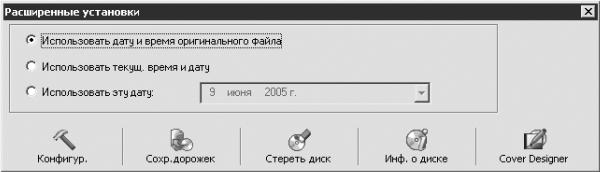 Расширенные установки
Использовать дату и время оригинального файла
Использовать текущ. время и дату
Использовать эту дату: 9 июня 2005 г.
Конфигур. Сохр.дорожек Стереть диск Инф. о диске Cover Designer